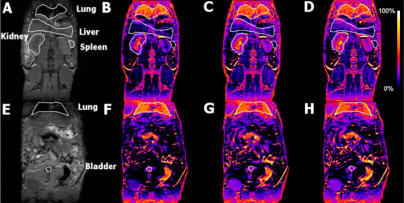 A
Lung
B
C
D
100%
Liver
Kidney
Spleen
0%
E
Lung
F
G
H
Bladder